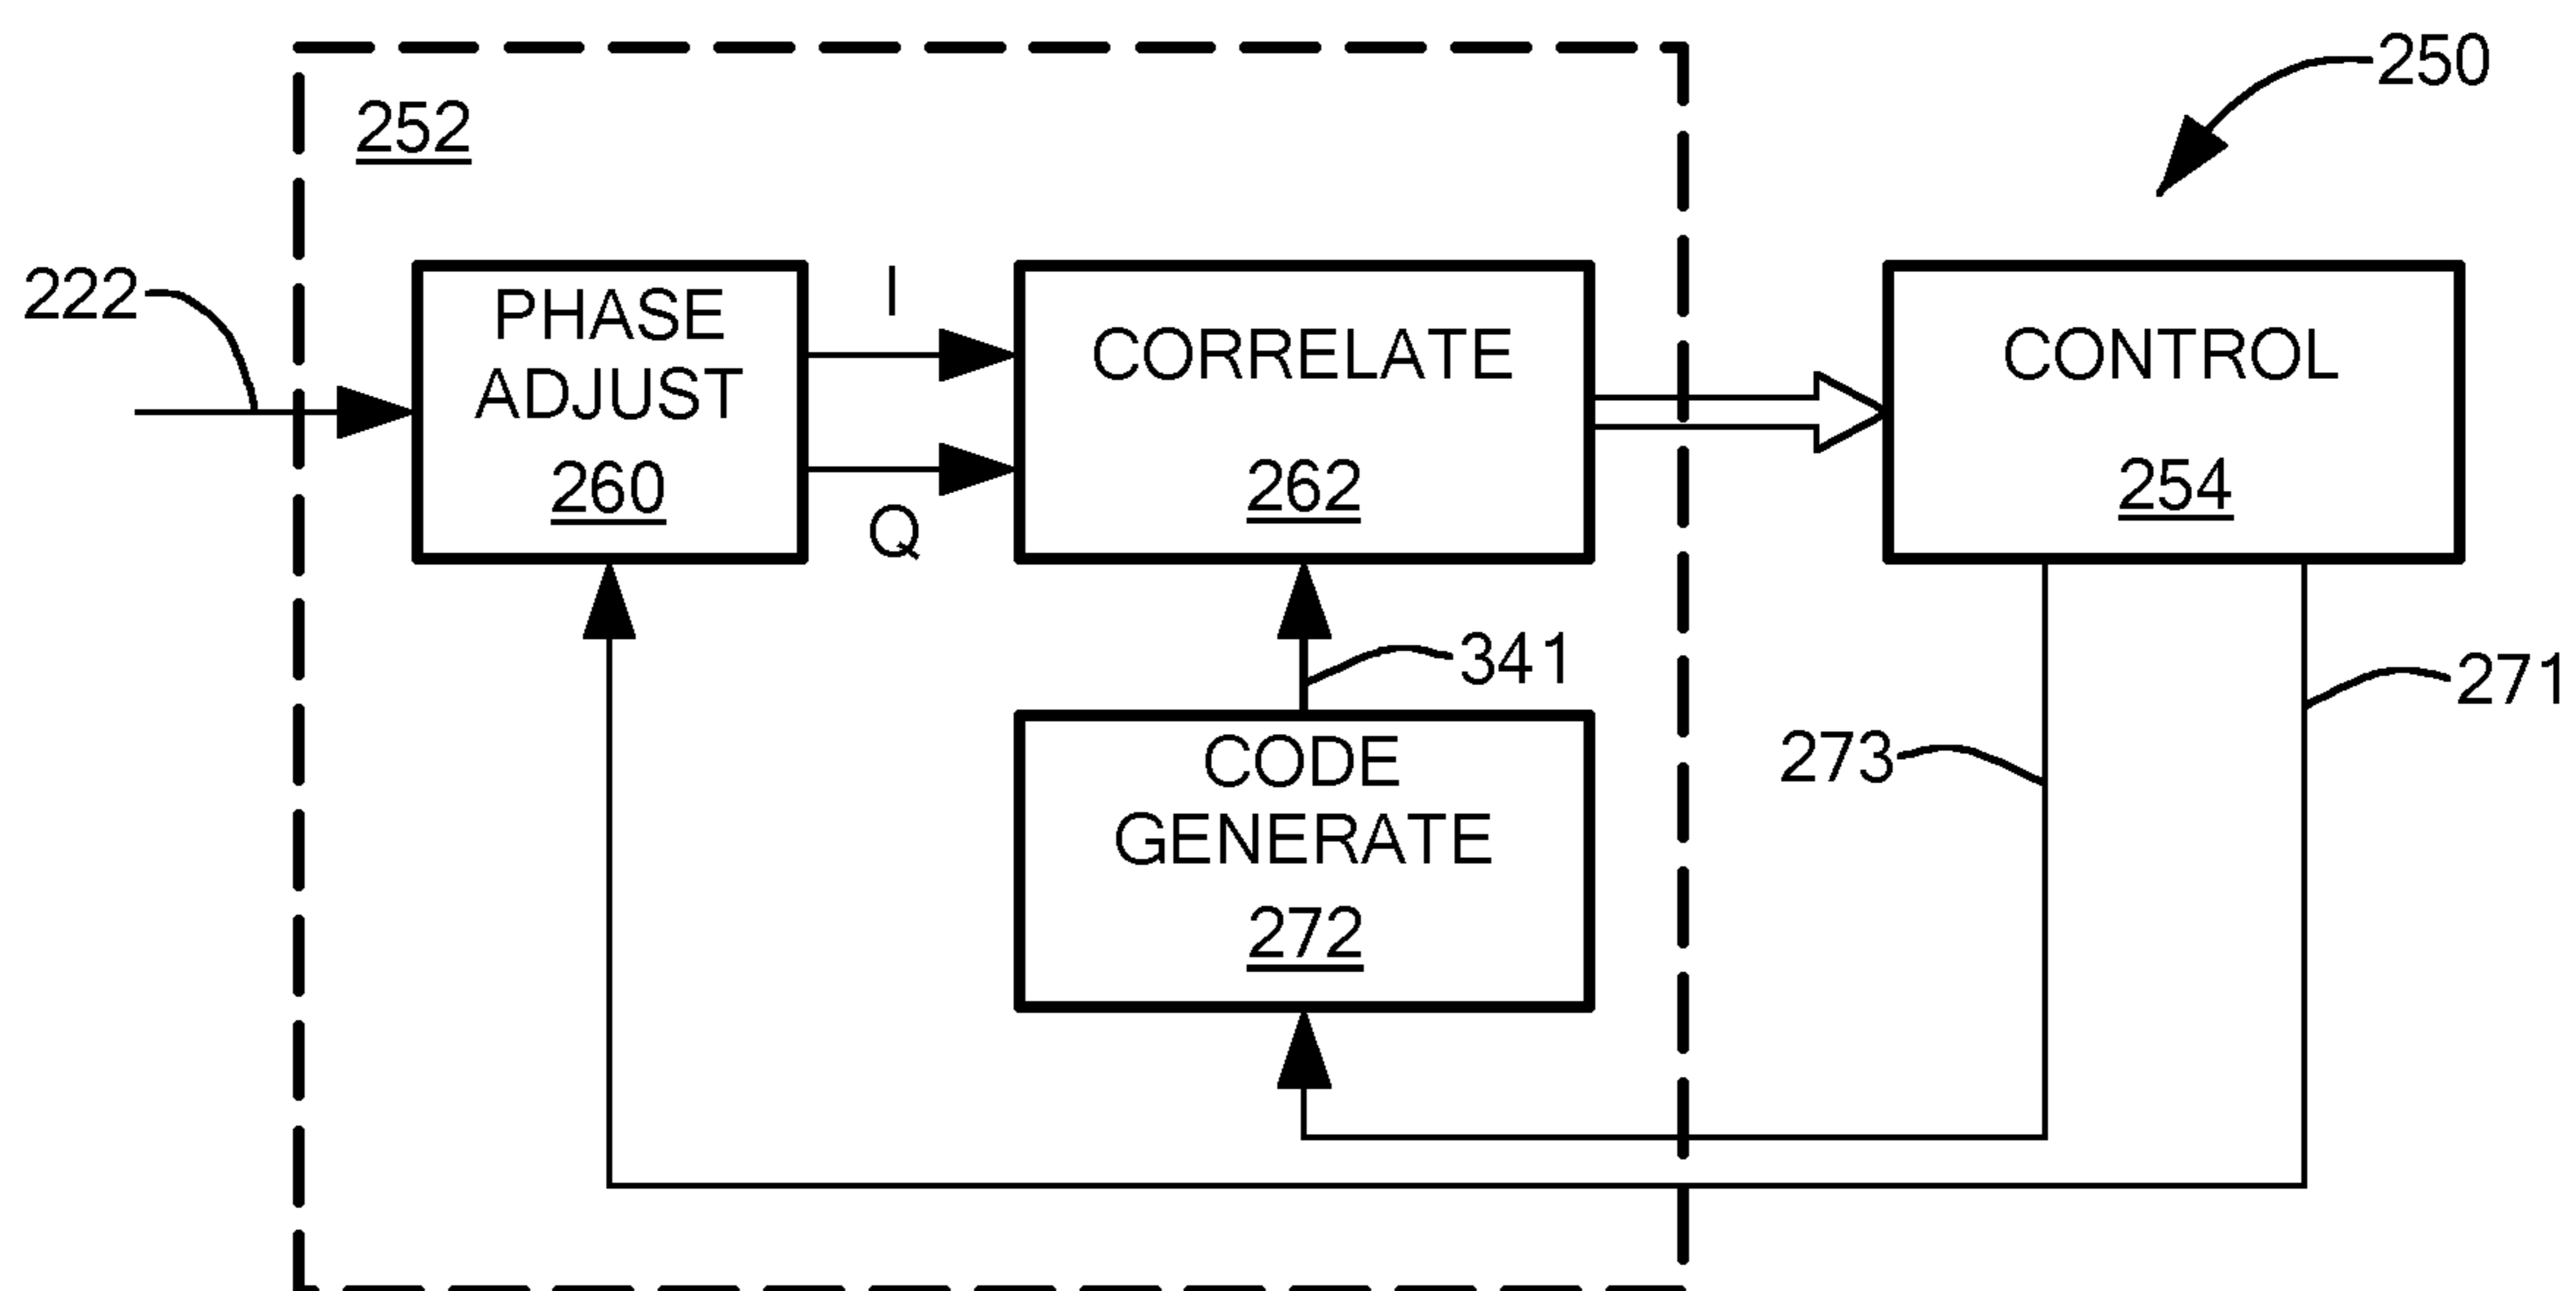 250
252
222
I
PHASE
ADJUST
260
Q
CORRELATE
262
CONTROL
254
341
271
273
CODE
GENERATE
272